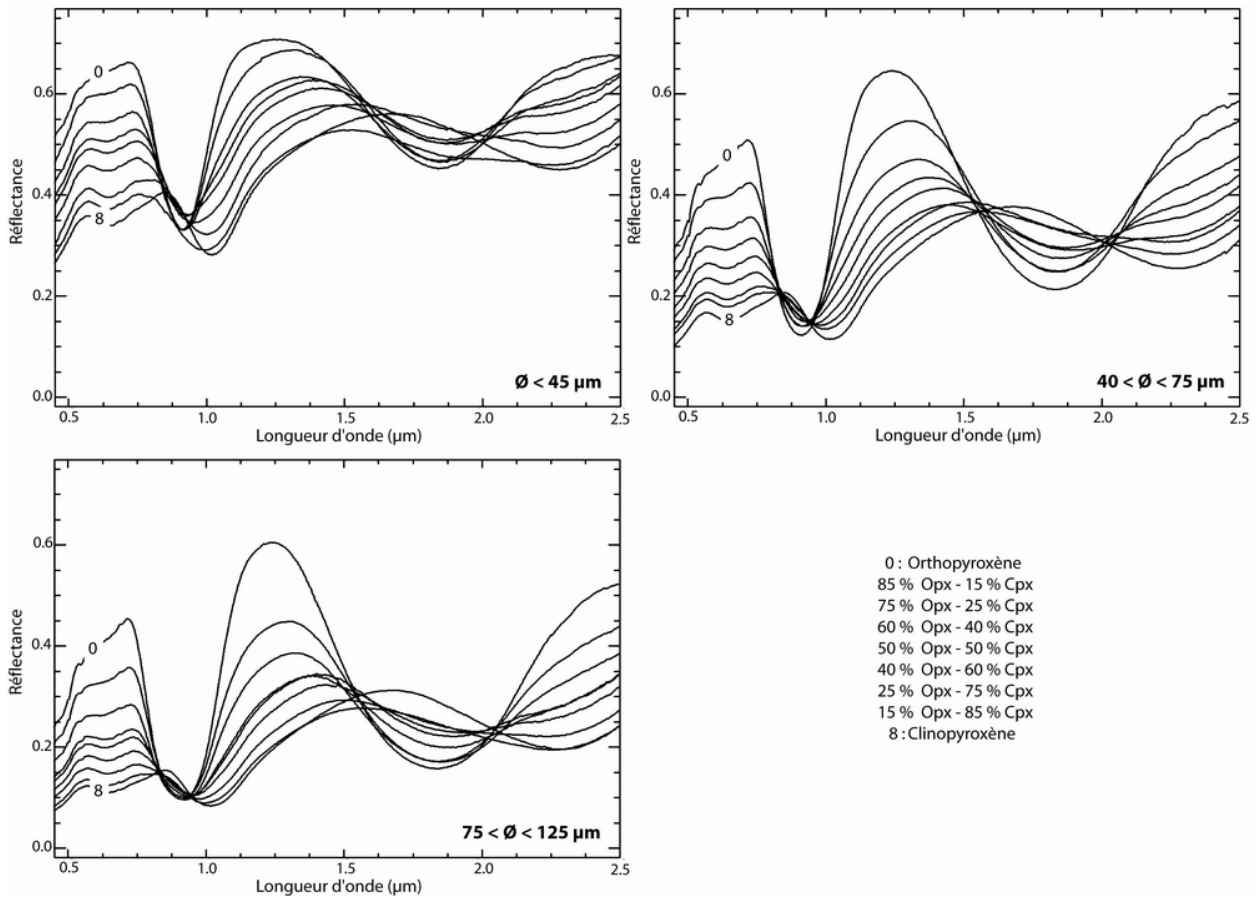 0.6
0.4
0.2
0.0
Réflectance
0
8
Ø < 45 µm
0.5
1.0
1.5
2.0
2.5
Longueur d'onde (µm)
0.6
0.4
0.2
0.0
Réflectance
0
8
40 < Ø < 75 µm
0.5
1.0
1.5
2.0
2.5
Longueur d'onde (µm)
0.6
0.4
0.2
0.0
Réflectance
0
8
75 < Ø < 125 µm
0.5
1.0
1.5
2.0
2.5
Longueur d'onde (µm)
0 : Orthopyroxène
85 % Opx - 15 % Cpx
75 % Opx - 25 % Cpx
60 % Opx - 40 % Cpx
50 % Opx - 50 % Cpx
40 % Opx - 60 % Cpx
25 % Opx - 75 % Cpx
15 % Opx - 85 % Cpx
8 : Clinopyroxène